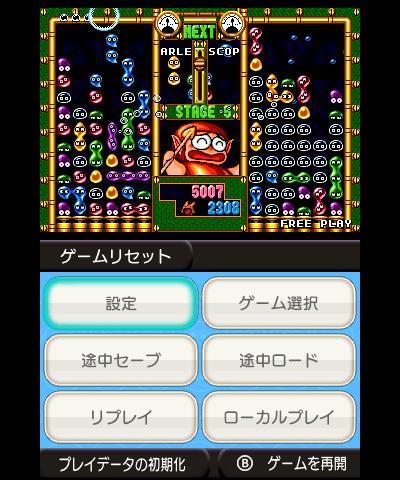 NEXT
ARLE SCOP
STAGE 5
5007
2308
FREE PLAY
ゲームリセット
設定
ゲーム選択
途中セーブ
途中ロード
リプレイ
ローカルプレイ
プレイデータの初期化
Ⓑ ゲームを再開